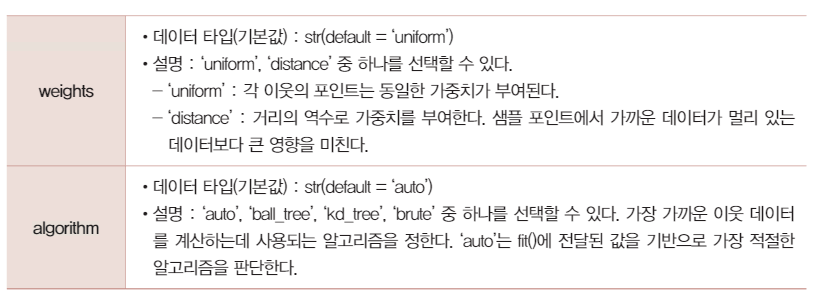 weights
• 데이터 타입(기본값) : str(default = ‘uniform’)
• 설명 : ‘uniform’, ‘distance’ 중 하나를 선택할 수 있다.
– ‘uniform’ : 각 이웃의 포인트는 동일한 가중치가 부여된다.
– ‘distance’ : 거리의 역수로 가중치를 부여한다. 샘플 포인트에서 가까운 데이터가 멀리 있는
데이터보다 큰 영향을 미친다.
algorithm
• 데이터 타입(기본값) : str(default = ‘auto’)
• 설명 : ‘auto’, ‘ball_tree’, ‘kd_tree’, ‘brute’ 중 하나를 선택할 수 있다. 가장 가까운 이웃 데이터
를 계산하는데 사용되는 알고리즘을 정한다. ‘auto’는 fit()에 전달된 값을 기반으로 가장 적절한
알고리즘을 판단한다.